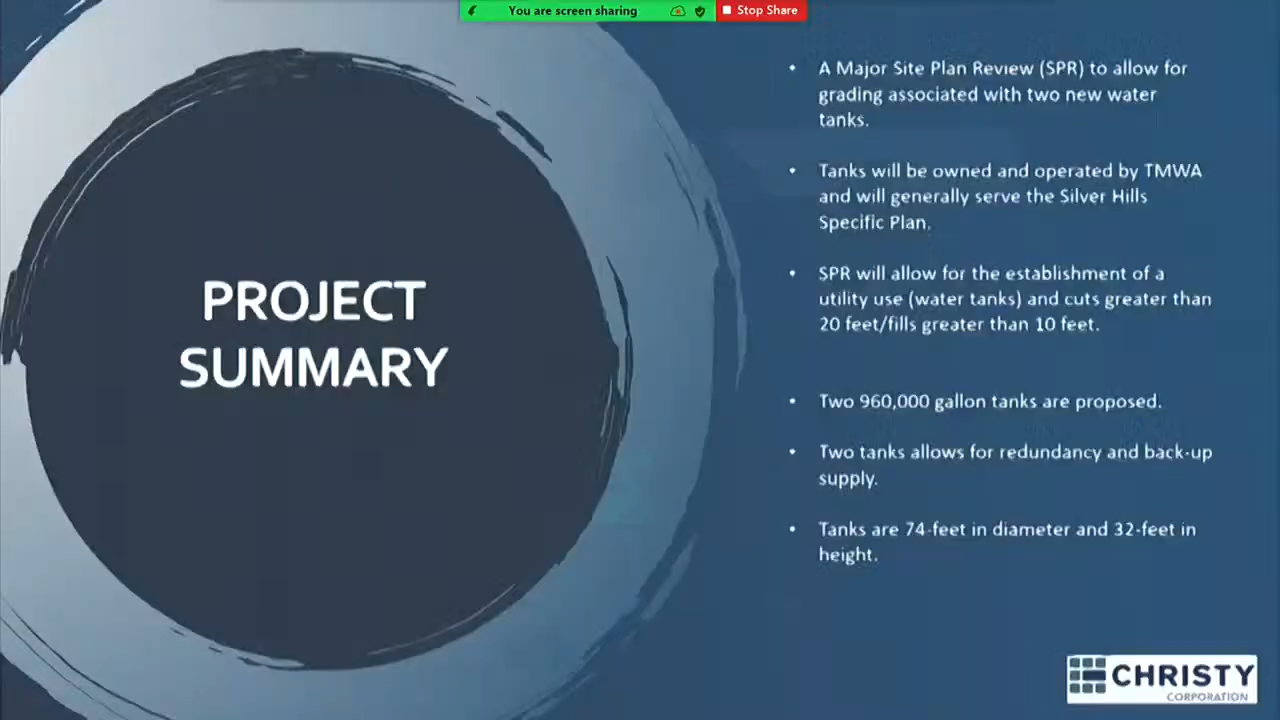 You are screen sharing
Stop Share
PROJECT
SUMMARY
• A Major Site Plan Review (SPR) to allow for
grading associated with two new water
tanks.
• Tanks will be owned and operated by TMWA
and will generally serve the Silver Hills
Specific Plan.
• SPR will allow for the establishment of a
utility use (water tanks) and cuts greater than
20 feet/fills greater than 10 feet.
• Two 960,000 gallon tanks are proposed.
• Two tanks allows for redundancy and back-up
supply.
• Tanks are 74-feet in diameter and 32-feet in
height.
CHRISTY
CORPORATION